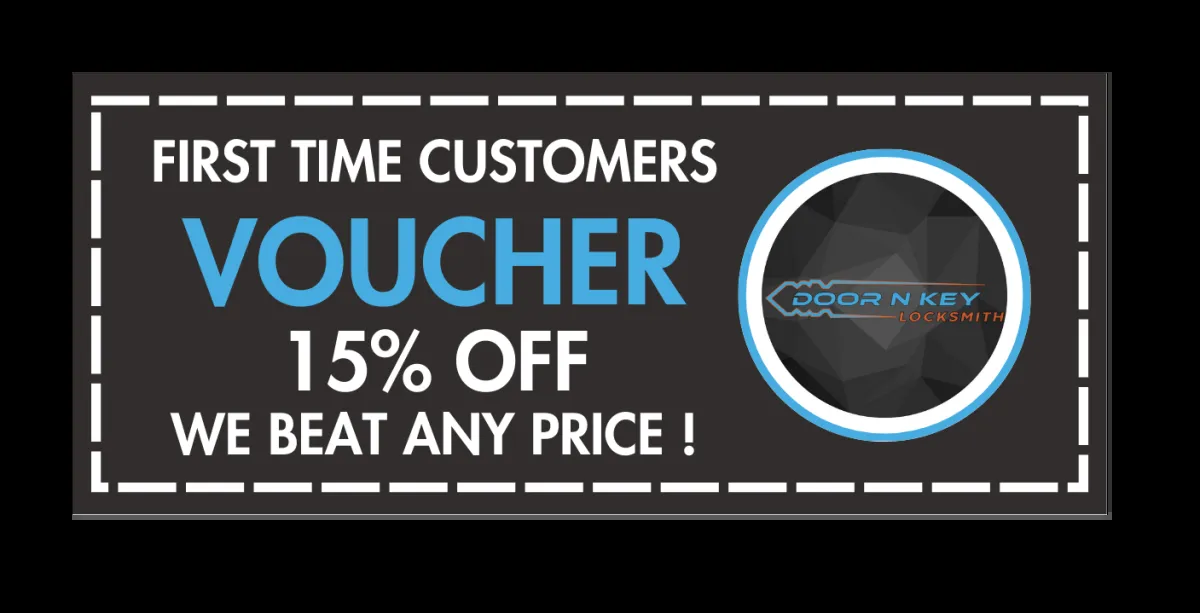 FIRST TIME CUSTOMERS
VOUCHER
15% OFF
WE BEAT ANY PRICE !
DOOR N KEY
LOCKSMITH